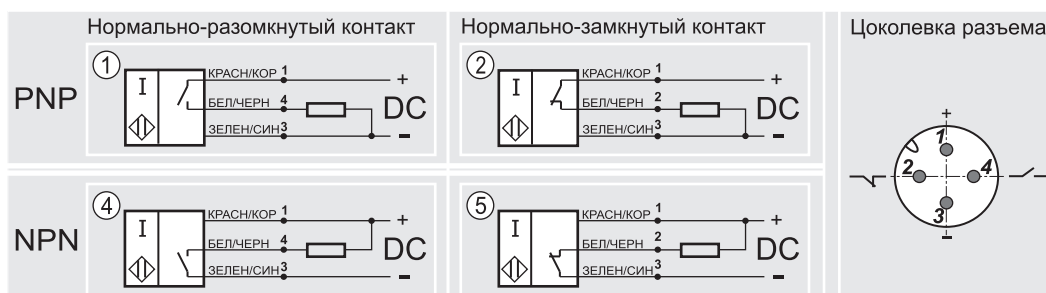 Нормально-разомкнутый контакт
Нормально-замкнутый контакт
Цоколевка разъема
PNP
1
I
КРАСН/КОР 1
+
БЕЛ/ЧЕРН 4
DC
ЗЕЛЕН/СИН 3
-
2
I
КРАСН/КОР 1
+
БЕЛ/ЧЕРН 2
DC
ЗЕЛЕН/СИН 3
-
+
1
2
4
3
-
NPN
4
I
КРАСН/КОР 1
+
БЕЛ/ЧЕРН 4
DC
ЗЕЛЕН/СИН 3
-
5
I
КРАСН/КОР 1
+
БЕЛ/ЧЕРН 2
DC
ЗЕЛЕН/СИН 3
-